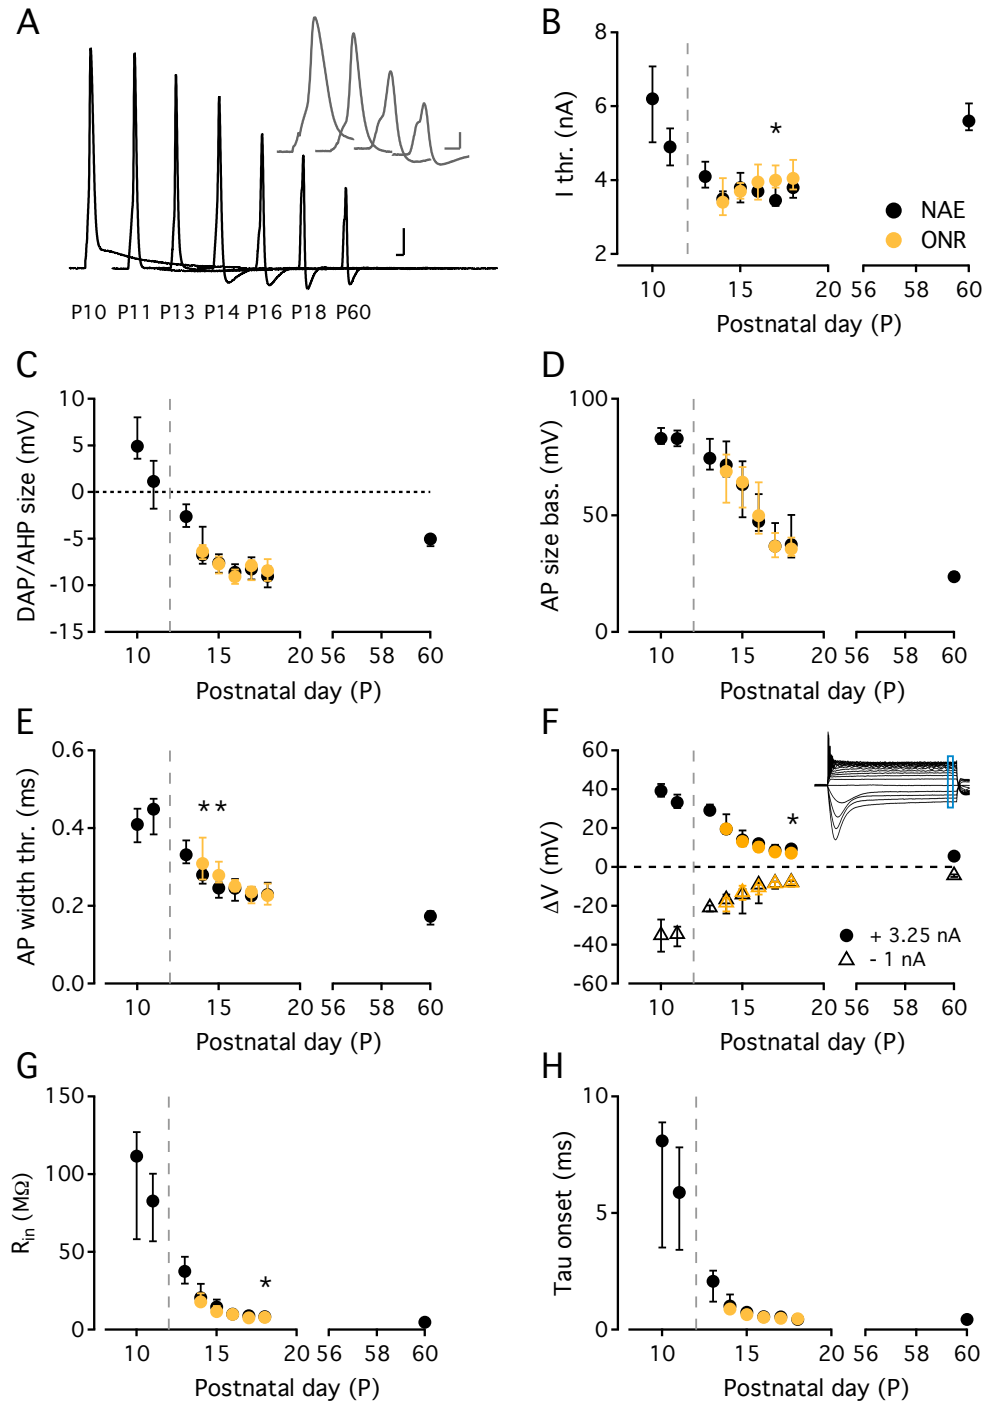 A
P10 P11 P13 P14 P16 P18 P60
B
I thr. (nA)
8
6
4
2
*
NAE
ONR
10 15 20 56 58 60
Postnatal day (P)
C
DAP/AHP size (mV)
10
5
0
-5
-10
-15
10 15 20 56 58 60
Postnatal day (P)
D
AP size bas. (mV)
100
50
0
10 15 20 56 58 60
Postnatal day (P)
E
AP width thr. (ms)
0.6
0.4
0.2
0.0
* *
10 15 20 56 58 60
Postnatal day (P)
F
ΔV (mV)
60
40
20
0
-20
-40
-60
*
+ 3.25 nA
- 1 nA
10 15 20 56 58 60
Postnatal day (P)
G
Rin (MΩ)
150
100
50
0
*
10 15 20 56 58 60
Postnatal day (P)
H
Tau onset (ms)
10
5
0
10 15 20 56 58 60
Postnatal day (P)